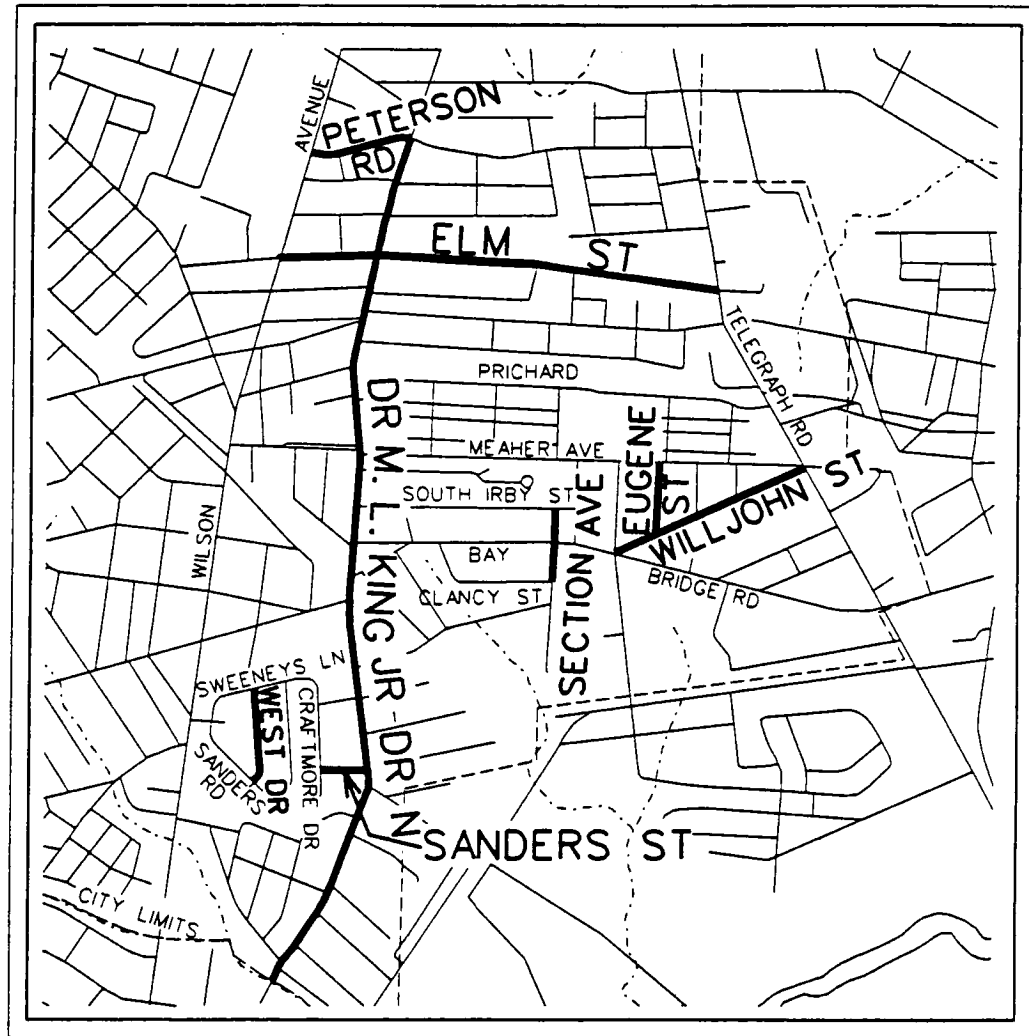 AVENUE
PETERSON
RD
ELM ST
TELEGRAPH RD
PRICHARD
DR M. L. KING JR DR N
MEAHER AVE
EUGENE
ST
SOUTH IRBY ST
SECTION AVE
WILLJOHN ST
WILSON
BAY
BRIDGE RD
CLANCY ST
SWEENEYS LN
WEST DR
CRAFTMORE DR
SANDERS
RD
SANDERS ST
CITY LIMITS